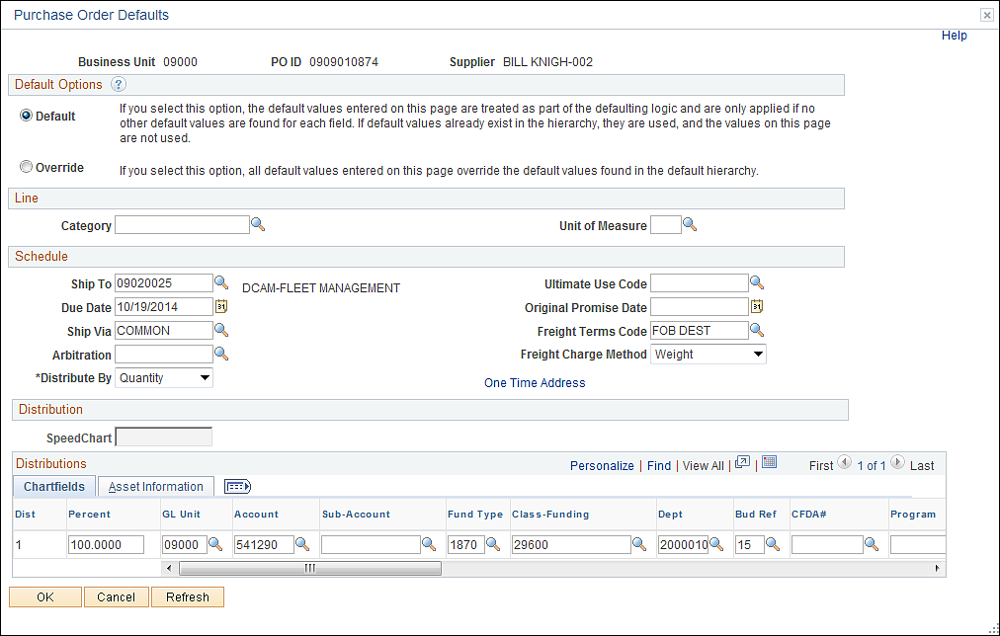 Purchase Order Defaults
Help
Business Unit 09000 PO ID 0909010874 Supplier BILL KNIGH-002
Default Options ?
Default If you select this option, the default values entered on this page are treated as part of the defaulting logic and are only applied if no
other default values are found for each field. If default values already exist in the hierarchy, they are used, and the values on this page
are not used.
Override If you select this option, all default values entered on this page override the default values found in the default hierarchy.
Line
Category Unit of Measure
Schedule
Ship To 09020025 DCAM-FLEET MANAGEMENT Ultimate Use Code
Due Date 10/19/2014 31 Original Promise Date 31
Ship Via COMMON Freight Terms Code FOB DEST
Arbitration Freight Charge Method Weight
*Distribute By Quantity One Time Address
Distribution
SpeedChart
Distributions Personalize | Find | View All | | First 1 of 1 Last
Chartfields Asset Information
Dist Percent GL Unit Account Sub-Account Fund Type Class-Funding Dept Bud Ref CFDA# Program
1 100.0000 09000 541290 1870 29600 2000010 15
OK Cancel Refresh